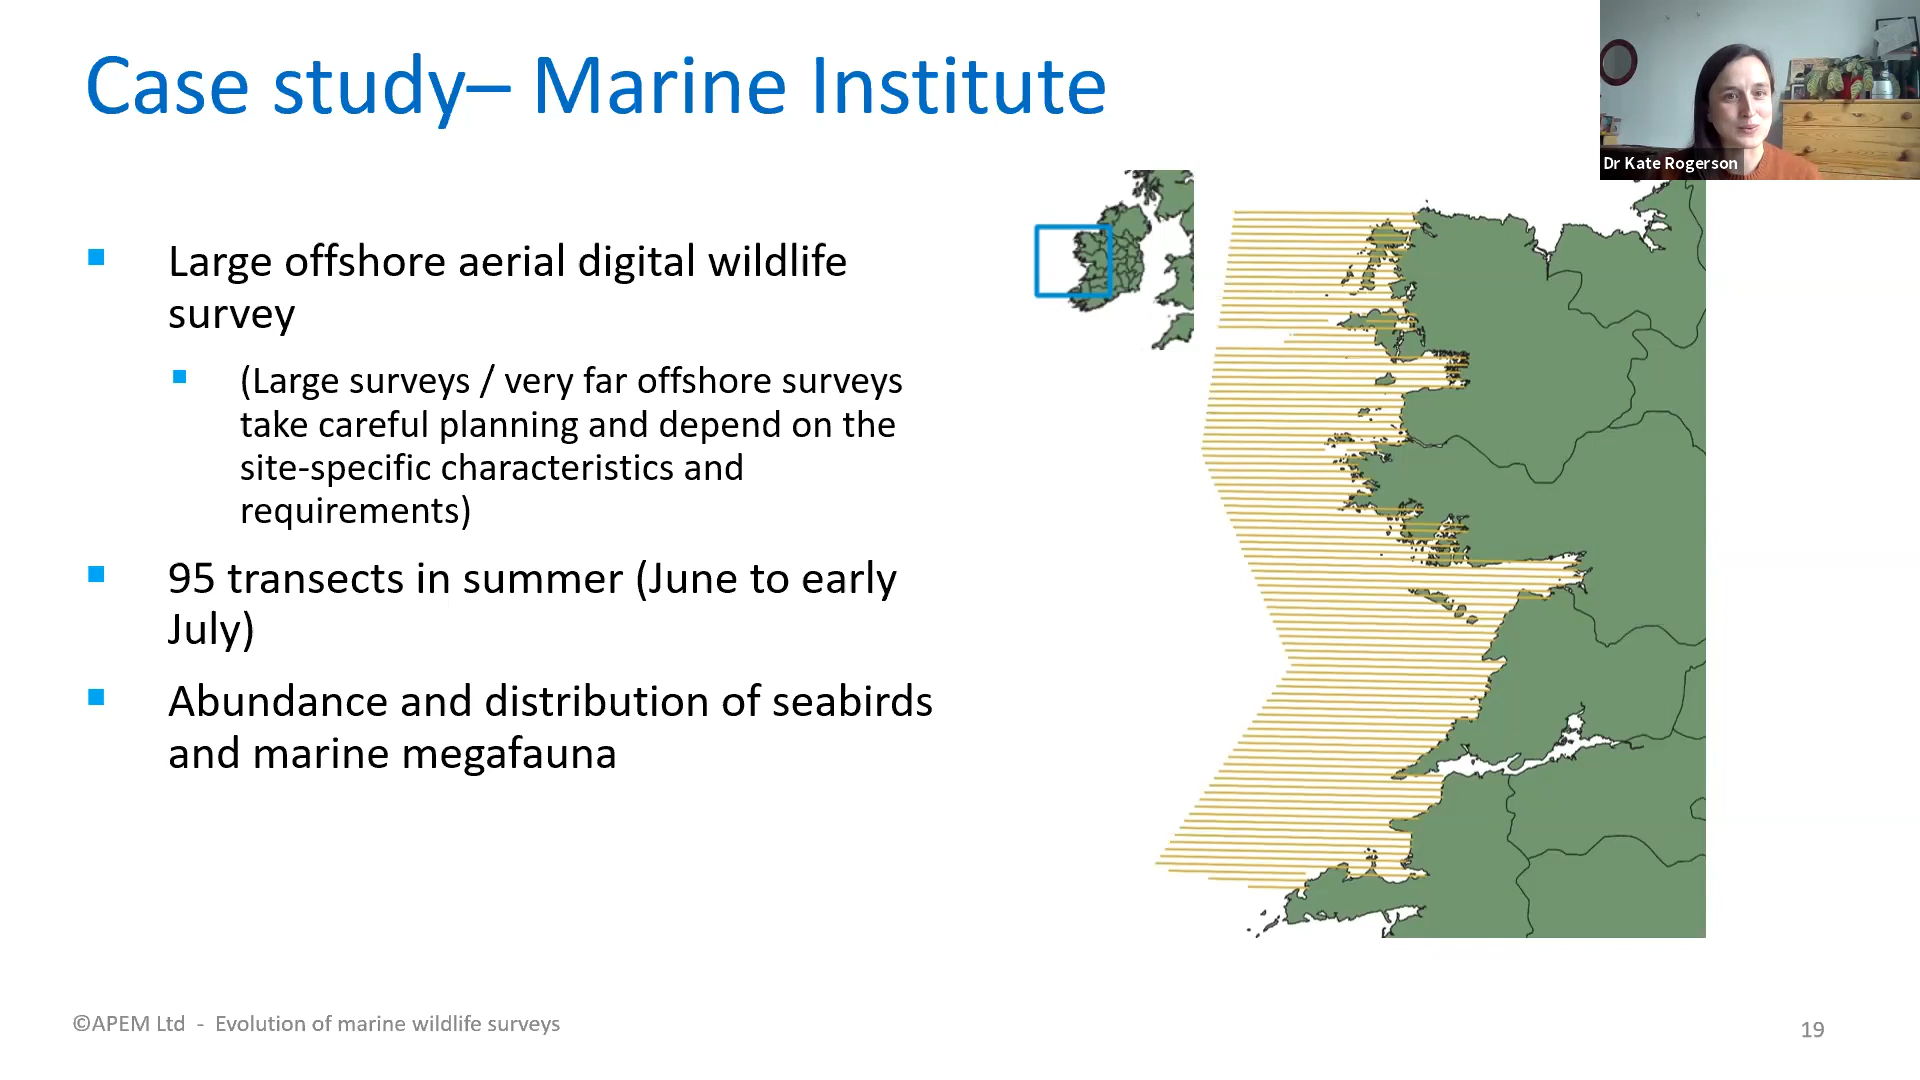 Case study– Marine Institute
Dr Kate Rogerson
Large offshore aerial digital wildlife
survey
(Large surveys / very far offshore surveys
take careful planning and depend on the
site-specific characteristics and
requirements)
95 transects in summer (June to early
July)
Abundance and distribution of seabirds
and marine megafauna
©APEM Ltd - Evolution of marine wildlife surveys
19